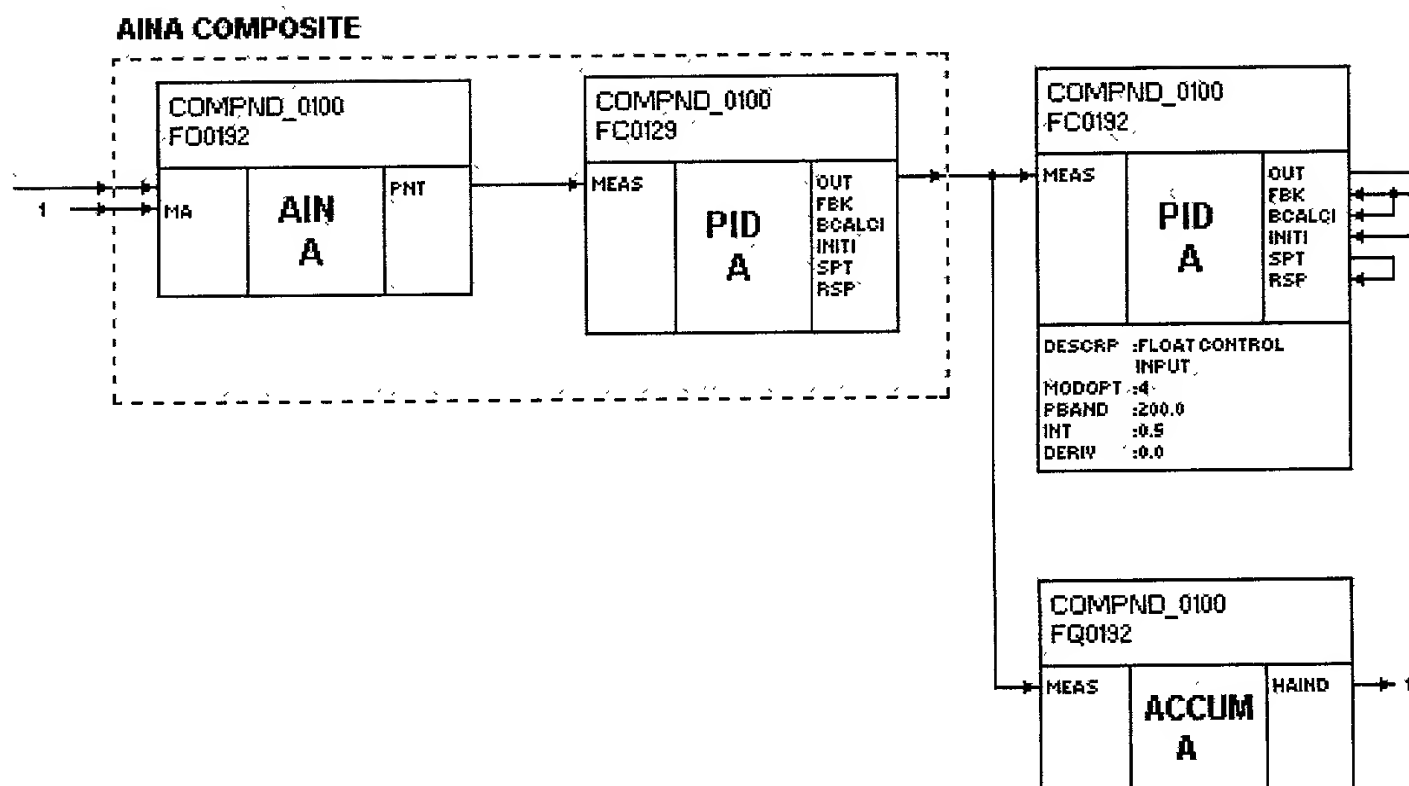 AINA COMPOSITE
COMPND_0100
FO0192
1
MA
AIN
A
PNT
COMPND_0100
FC0129
MEAS
PID
A
OUT
FBK
BCALCI
INITI
SPT
RSP
COMPND_0100
FC0192
MEAS
PID
A
OUT
FBK
BCALCI
INITI
SPT
RSP
DESCRP :FLOAT CONTROL
INPUT
MODOPT :4
PBAND :200.0
INT :0.5
DERIV :0.0
COMPND_0100
FQ0192
MEAS
ACCUM
A
HAIND
1